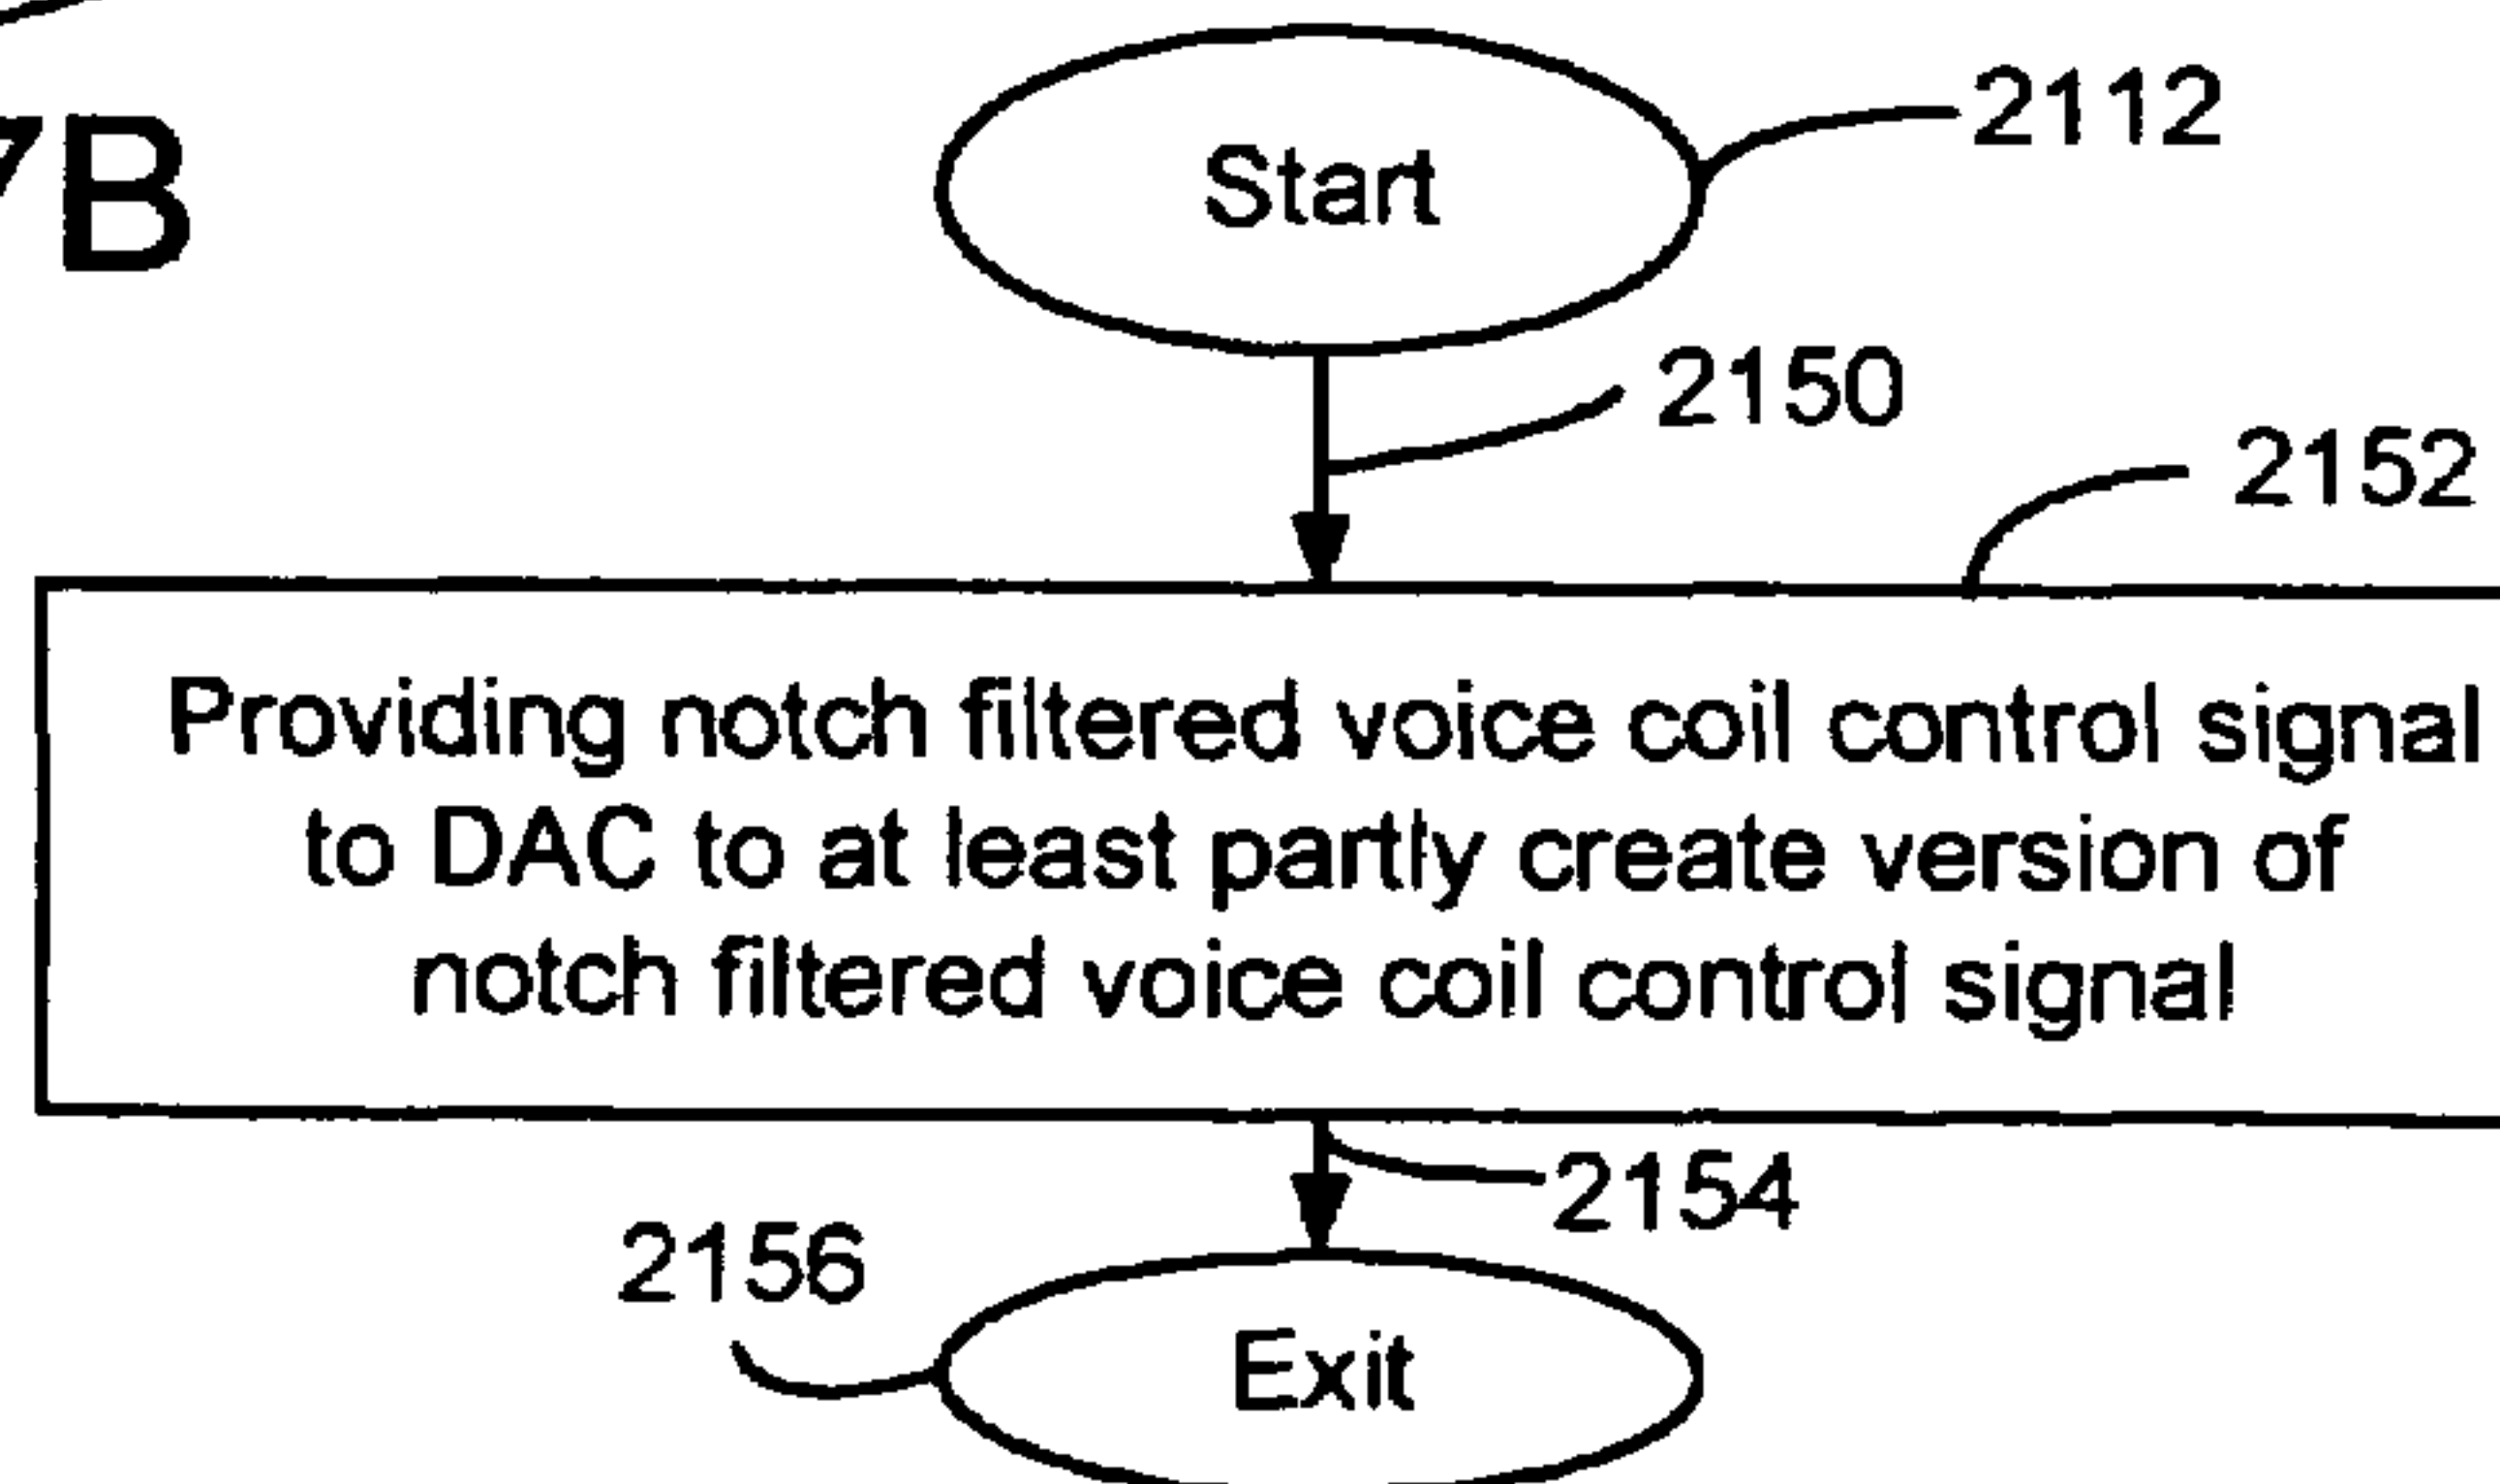 7B
Start
2112
2150
2152
Providing notch filtered voice coil control signal
to DAC to at least partly create version of
notch filtered voice coil control signal
2154
2156
Exit